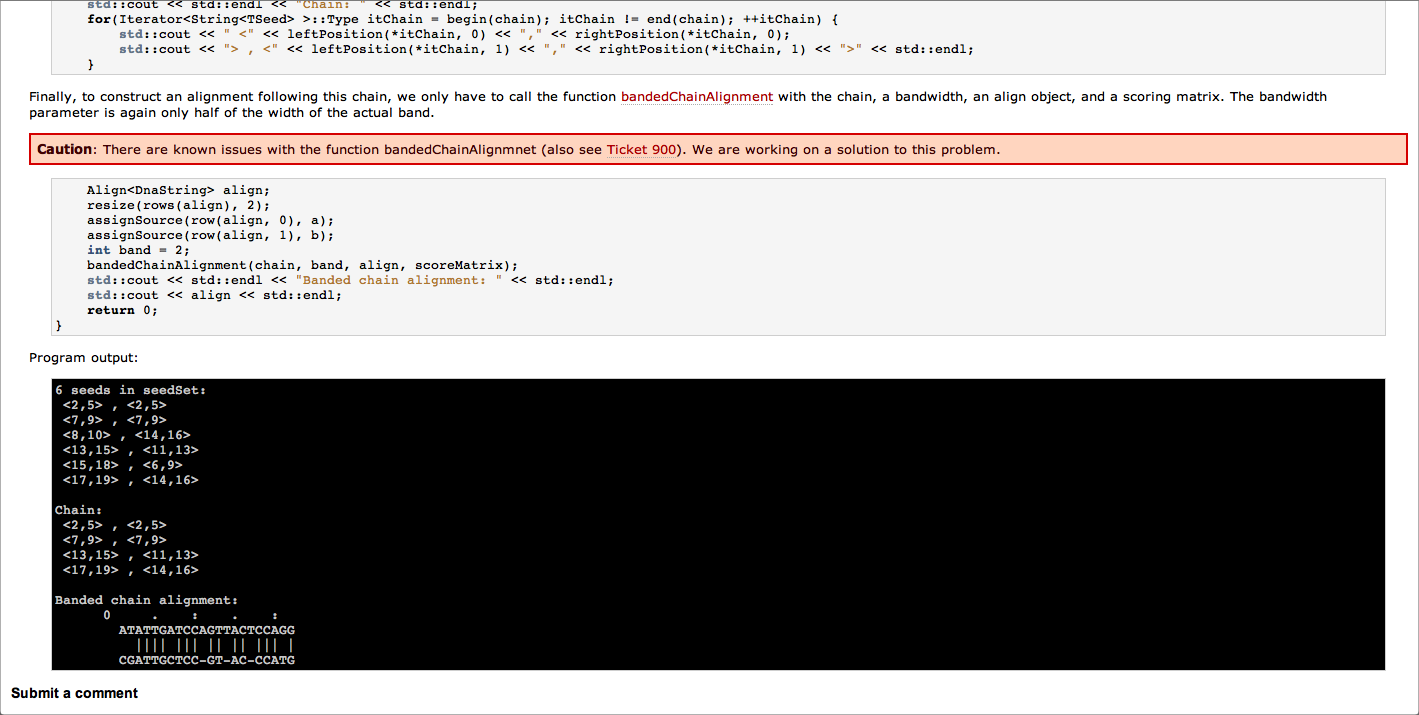 std::cout << std::endl << "Chain: " << std::endl;
for(Iterator<String<TSeed> >::Type itChain = begin(chain); itChain != end(chain); ++itChain) {
std::cout << " <" << leftPosition(*itChain, 0) << "," << rightPosition(*itChain, 0);
std::cout << "> , <" << leftPosition(*itChain, 1) << "," << rightPosition(*itChain, 1) << ">" << std::endl;
}
Finally, to construct an alignment following this chain, we only have to call the function bandedChainAlignment with the chain, a bandwidth, an align object, and a scoring matrix. The bandwidth
parameter is again only half of the width of the actual band.
Caution: There are known issues with the function bandedChainAlignmnet (also see Ticket 900). We are working on a solution to this problem.
Align<DnaString> align;
resize(rows(align), 2);
assignSource(row(align, 0), a);
assignSource(row(align, 1), b);
int band = 2;
bandedChainAlignment(chain, band, align, scoreMatrix);
std::cout << std::endl << "Banded chain alignment: " << std::endl;
std::cout << align << std::endl;
return 0;
}
Program output:
6 seeds in seedSet:
<2,5> , <2,5>
<7,9> , <7,9>
<8,10> , <14,16>
<13,15> , <11,13>
<15,18> , <6,9>
<17,19> , <14,16>
Chain:
<2,5> , <2,5>
<7,9> , <7,9>
<13,15> , <11,13>
<17,19> , <14,16>
Banded chain alignment:
0     .    :    .    :
ATATTGATCCAGTTACTCCAGG
|||| ||| || || ||| |
CGATTGCTCC-GT-AC-CCATG
Submit a comment